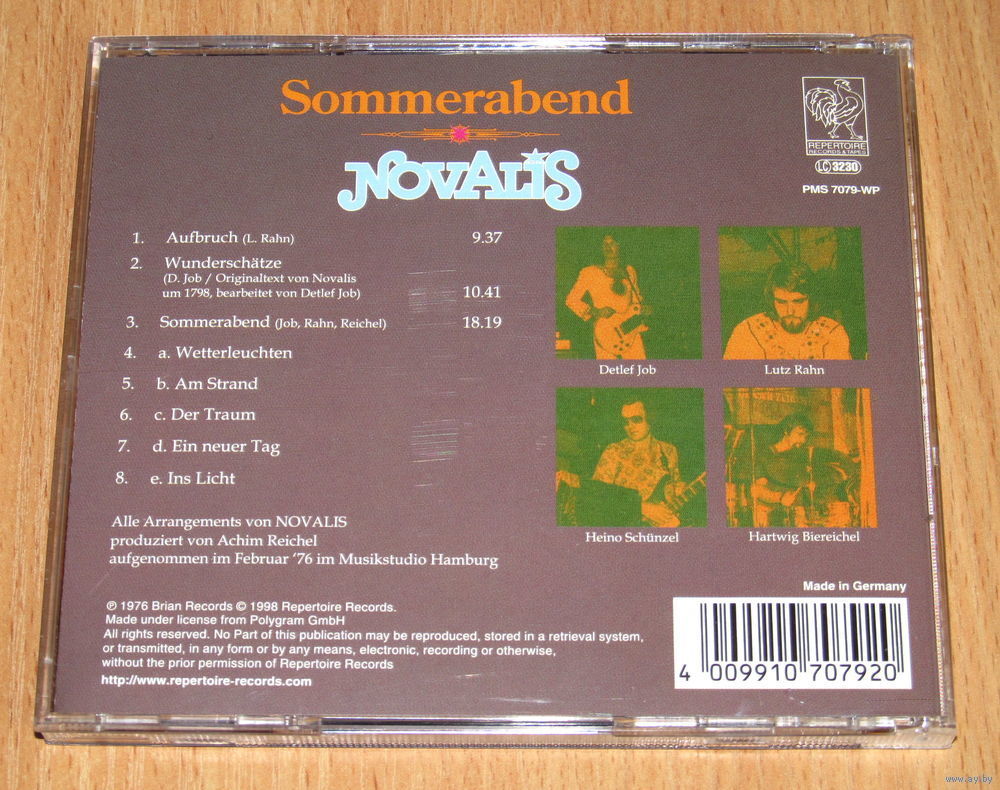 Sommerabend
NOVALIS
REPERTOIRE
RECORDS & TAPES
LC 3230
PMS 7079-WP
1. Aufbruch (L. Rahn) 9.37
2. Wunderschätze
(D. Job / Originaltext von Novalis
um 1798, bearbeitet von Detlef Job) 10.41
3. Sommerabend (Job, Rahn, Reichel) 18.19
4. a. Wetterleuchten
5. b. Am Strand
6. c. Der Traum
7. d. Ein neuer Tag
8. e. Ins Licht
Detlef Job
Lutz Rahn
Heino Schünzel
Hartwig Biereichel
Alle Arrangements von NOVALIS
produziert von Achim Reichel
aufgenommen im Februar '76 im Musikstudio Hamburg
℗ 1976 Brian Records © 1998 Repertoire Records.
Made under license from Polygram GmbH
All rights reserved. No Part of this publication may be reproduced, stored in a retrieval system,
or transmitted, in any form or by any means, electronic, recording or otherwise,
without the prior permission of Repertoire Records
http://www.repertoire-records.com
Made in Germany
4 009910 707920
www.ay.by